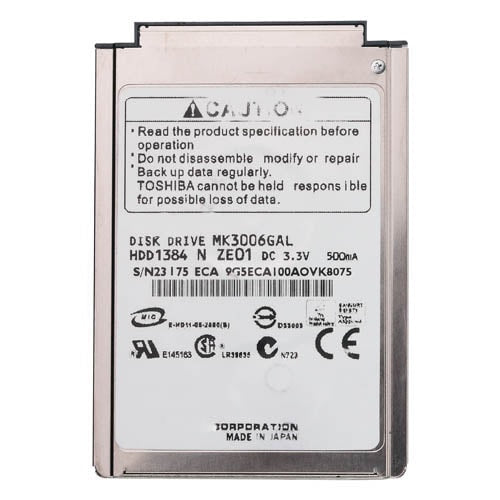 CAUTION
• Read the product specification before
operation
• Do not disassemble modify or repair
• Back up data regularly.
TOSHIBA cannot be held responsible
for possible loss of data.
DISK DRIVE MK3006GAL
HDD1384 N ZE01 DC 3.3V 500mA
S/N23175 ECA 9G5ECA100AOVK8075
MIC
D33003
E145163
LR39835
N723
CE
CORPORATION
MADE IN JAPAN